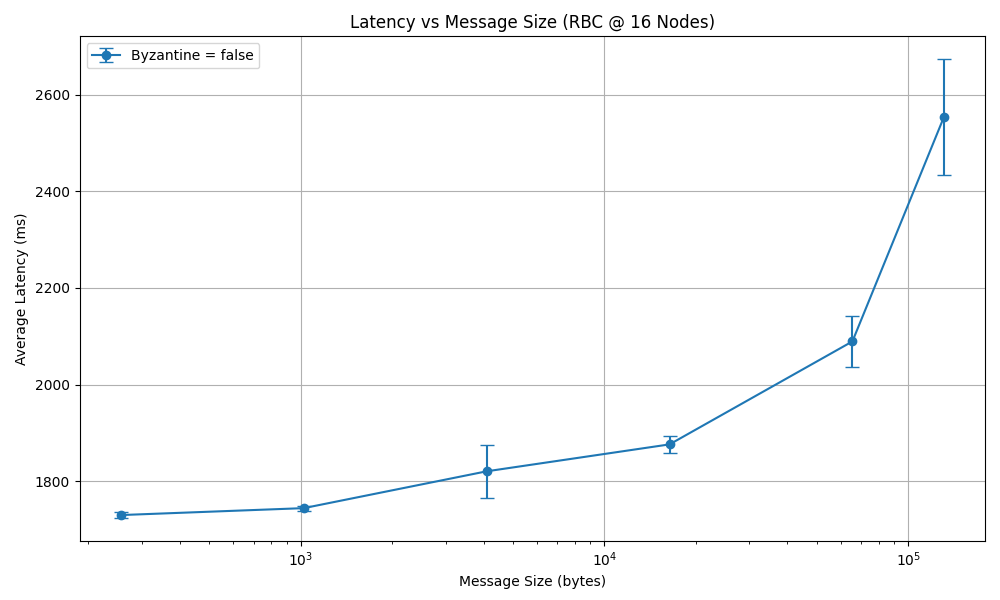 Latency vs Message Size (RBC @ 16 Nodes)
Byzantine = false
2600
2400
2200
2000
1800
Average Latency (ms)
10³
10⁴
10⁵
Message Size (bytes)